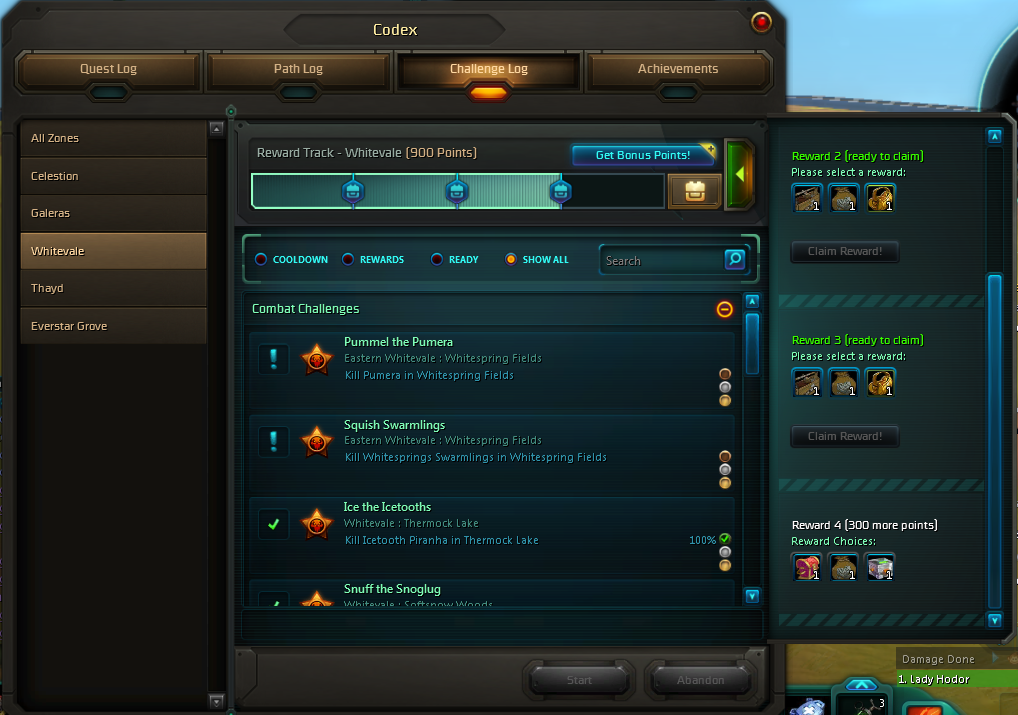 Codex
Quest Log
Path Log
Challenge Log
Achievements
All Zones
Celestion
Galeras
Whitevale
Thayd
Everstar Grove
Reward Track - Whitevale (900 Points)
Get Bonus Points!
COOLDOWN
REWARDS
READY
SHOW ALL
Search
Combat Challenges
Pummel the Pumera
Eastern Whitevale : Whitespring Fields
Kill Pumera in Whitespring Fields
Squish Swarmlings
Eastern Whitevale : Whitespring Fields
Kill Whitesprings Swarmlings in Whitespring Fields
Ice the Icetooths
Whitevale : Thermock Lake
Kill Icetooth Piranha in Thermock Lake
100%
Snuff the Snoglug
Whitevale : Softsnow Woods
Start
Abandon
Reward 2 (ready to claim)
Please select a reward:
1 1 1
Claim Reward!
Reward 3 (ready to claim)
Please select a reward:
1 1 1
Claim Reward!
Reward 4 (300 more points)
Reward Choices:
1 1 1
Damage Done
1. Lady Hodor
3